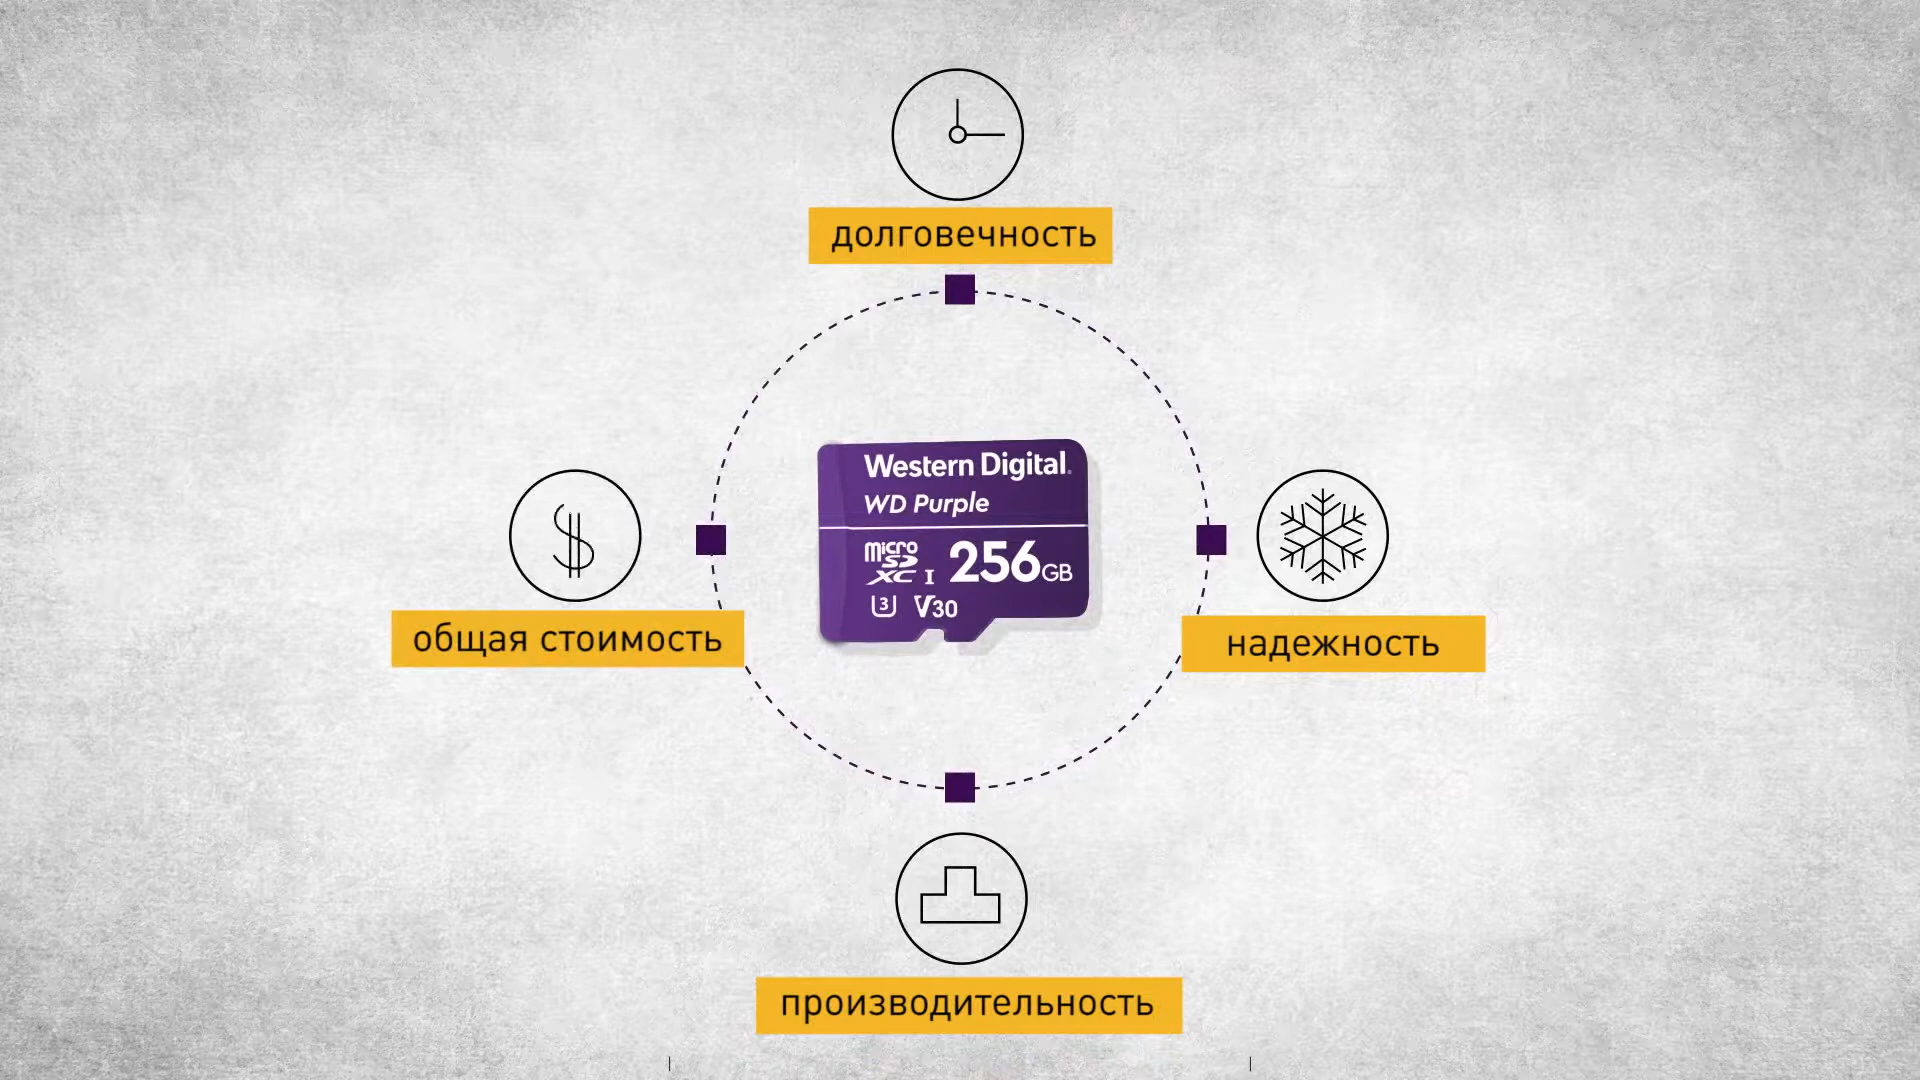 долговечность
Western Digital
WD Purple
micro SD XC I 256GB
3 V30
общая стоимость
надежность
производительность